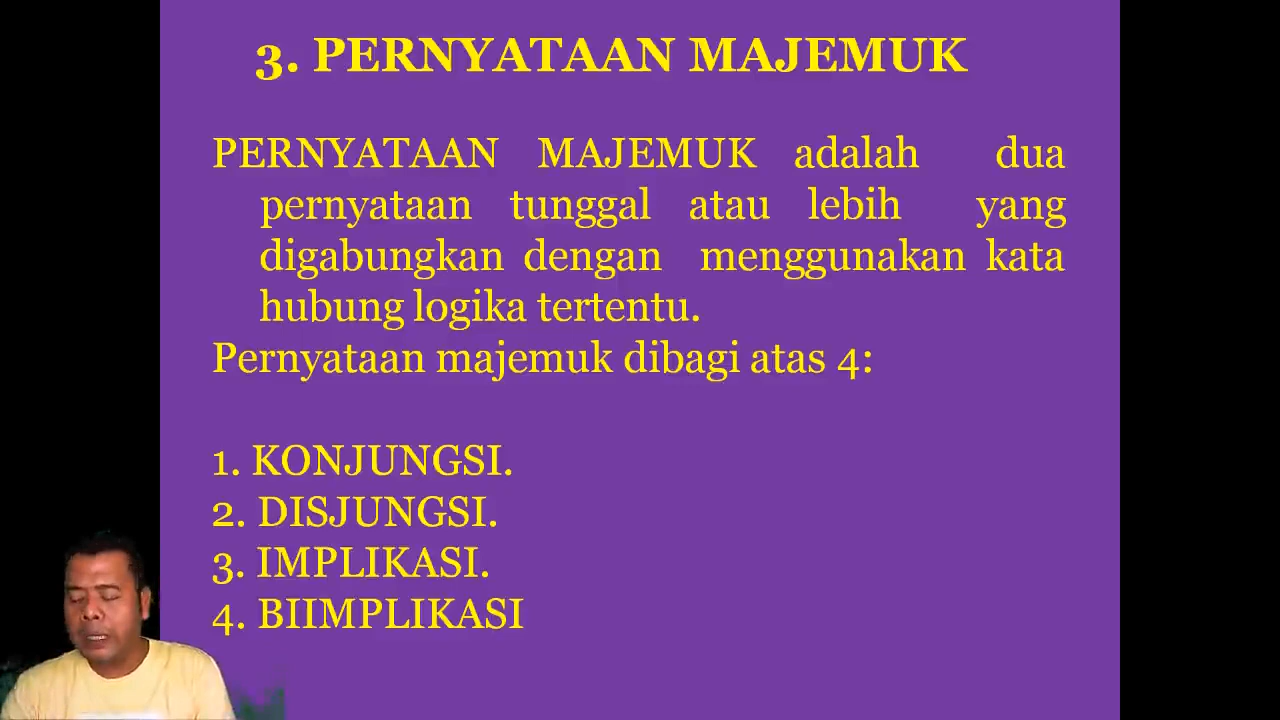 3. PERNYATAAN MAJEMUK
PERNYATAAN MAJEMUK adalah dua
pernyataan tunggal atau lebih yang
digabungkan dengan menggunakan kata
hubung logika tertentu.
Pernyataan majemuk dibagi atas 4:
1. KONJUNGSI.
2. DISJUNGSI.
3. IMPLIKASI.
4. BIIMPLIKASI